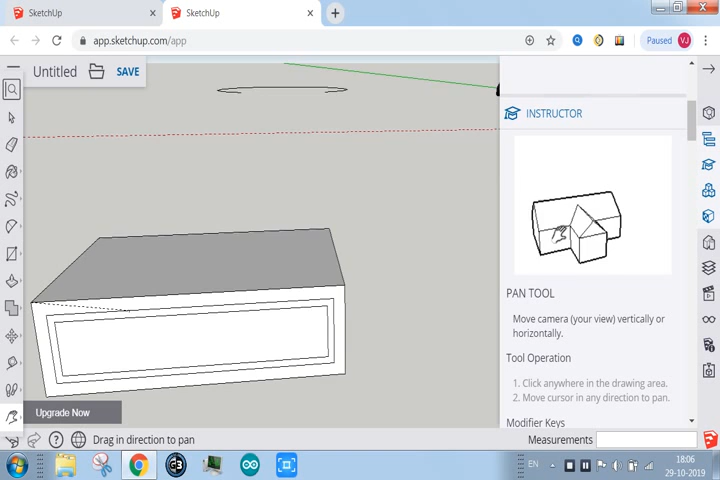 SketchUp
SketchUp
app.sketchup.com/app
Paused
VJ
Untitled
SAVE
INSTRUCTOR
PAN TOOL
Move camera (your view) vertically or
horizontally.
Tool Operation
1. Click anywhere in the drawing area.
2. Move cursor in any direction to pan.
Modifier Keys
Upgrade Now
Drag in direction to pan
Measurements
EN
18:06
29-10-2019